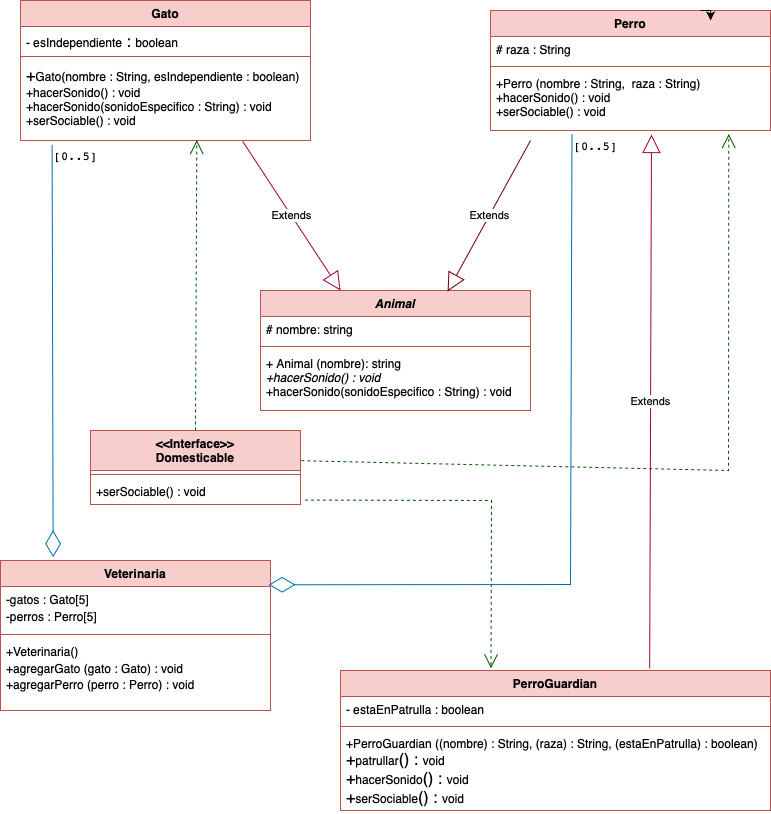 Gato
- esIndependiente : boolean
+Gato(nombre : String, esIndependiente : boolean)
+hacerSonido() : void
+hacerSonido(sonidoEspecifico : String) : void
+serSociable() : void
Perro
# raza : String
+Perro (nombre : String,  raza : String)
+hacerSonido() : void
+serSociable() : void
[0..5]
[0..5]
Extends
Extends
Animal
# nombre: string
+ Animal (nombre): string
+hacerSonido() : void
+hacerSonido(sonidoEspecifico : String) : void
Extends
<<Interface>>
Domesticable
+serSociable() : void
Veterinaria
-gatos : Gato[5]
-perros : Perro[5]
+Veterinaria()
+agregarGato (gato : Gato) : void
+agregarPerro (perro : Perro) : void
PerroGuardian
- estaEnPatrulla : boolean
+PerroGuardian ((nombre) : String, (raza) : String, (estaEnPatrulla) : boolean)
+patrullar() : void
+hacerSonido() : void
+serSociable() : void